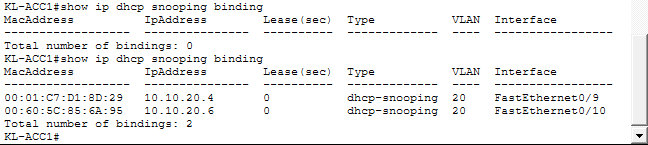 KL-ACC1#show ip dhcp snooping binding
MacAddress          IpAddress        Lease(sec)  Type           VLAN  Interface
------------------  ---------------  ----------  -------------  ----  -----------------
Total number of bindings: 0
KL-ACC1#show ip dhcp snooping binding
MacAddress          IpAddress        Lease(sec)  Type           VLAN  Interface
------------------  ---------------  ----------  -------------  ----  -----------------
00:01:C7:D1:8D:29   10.10.20.4       0           dhcp-snooping  20    FastEthernet0/9
00:60:5C:85:6A:95   10.10.20.6       0           dhcp-snooping  20    FastEthernet0/10
Total number of bindings: 2
KL-ACC1#